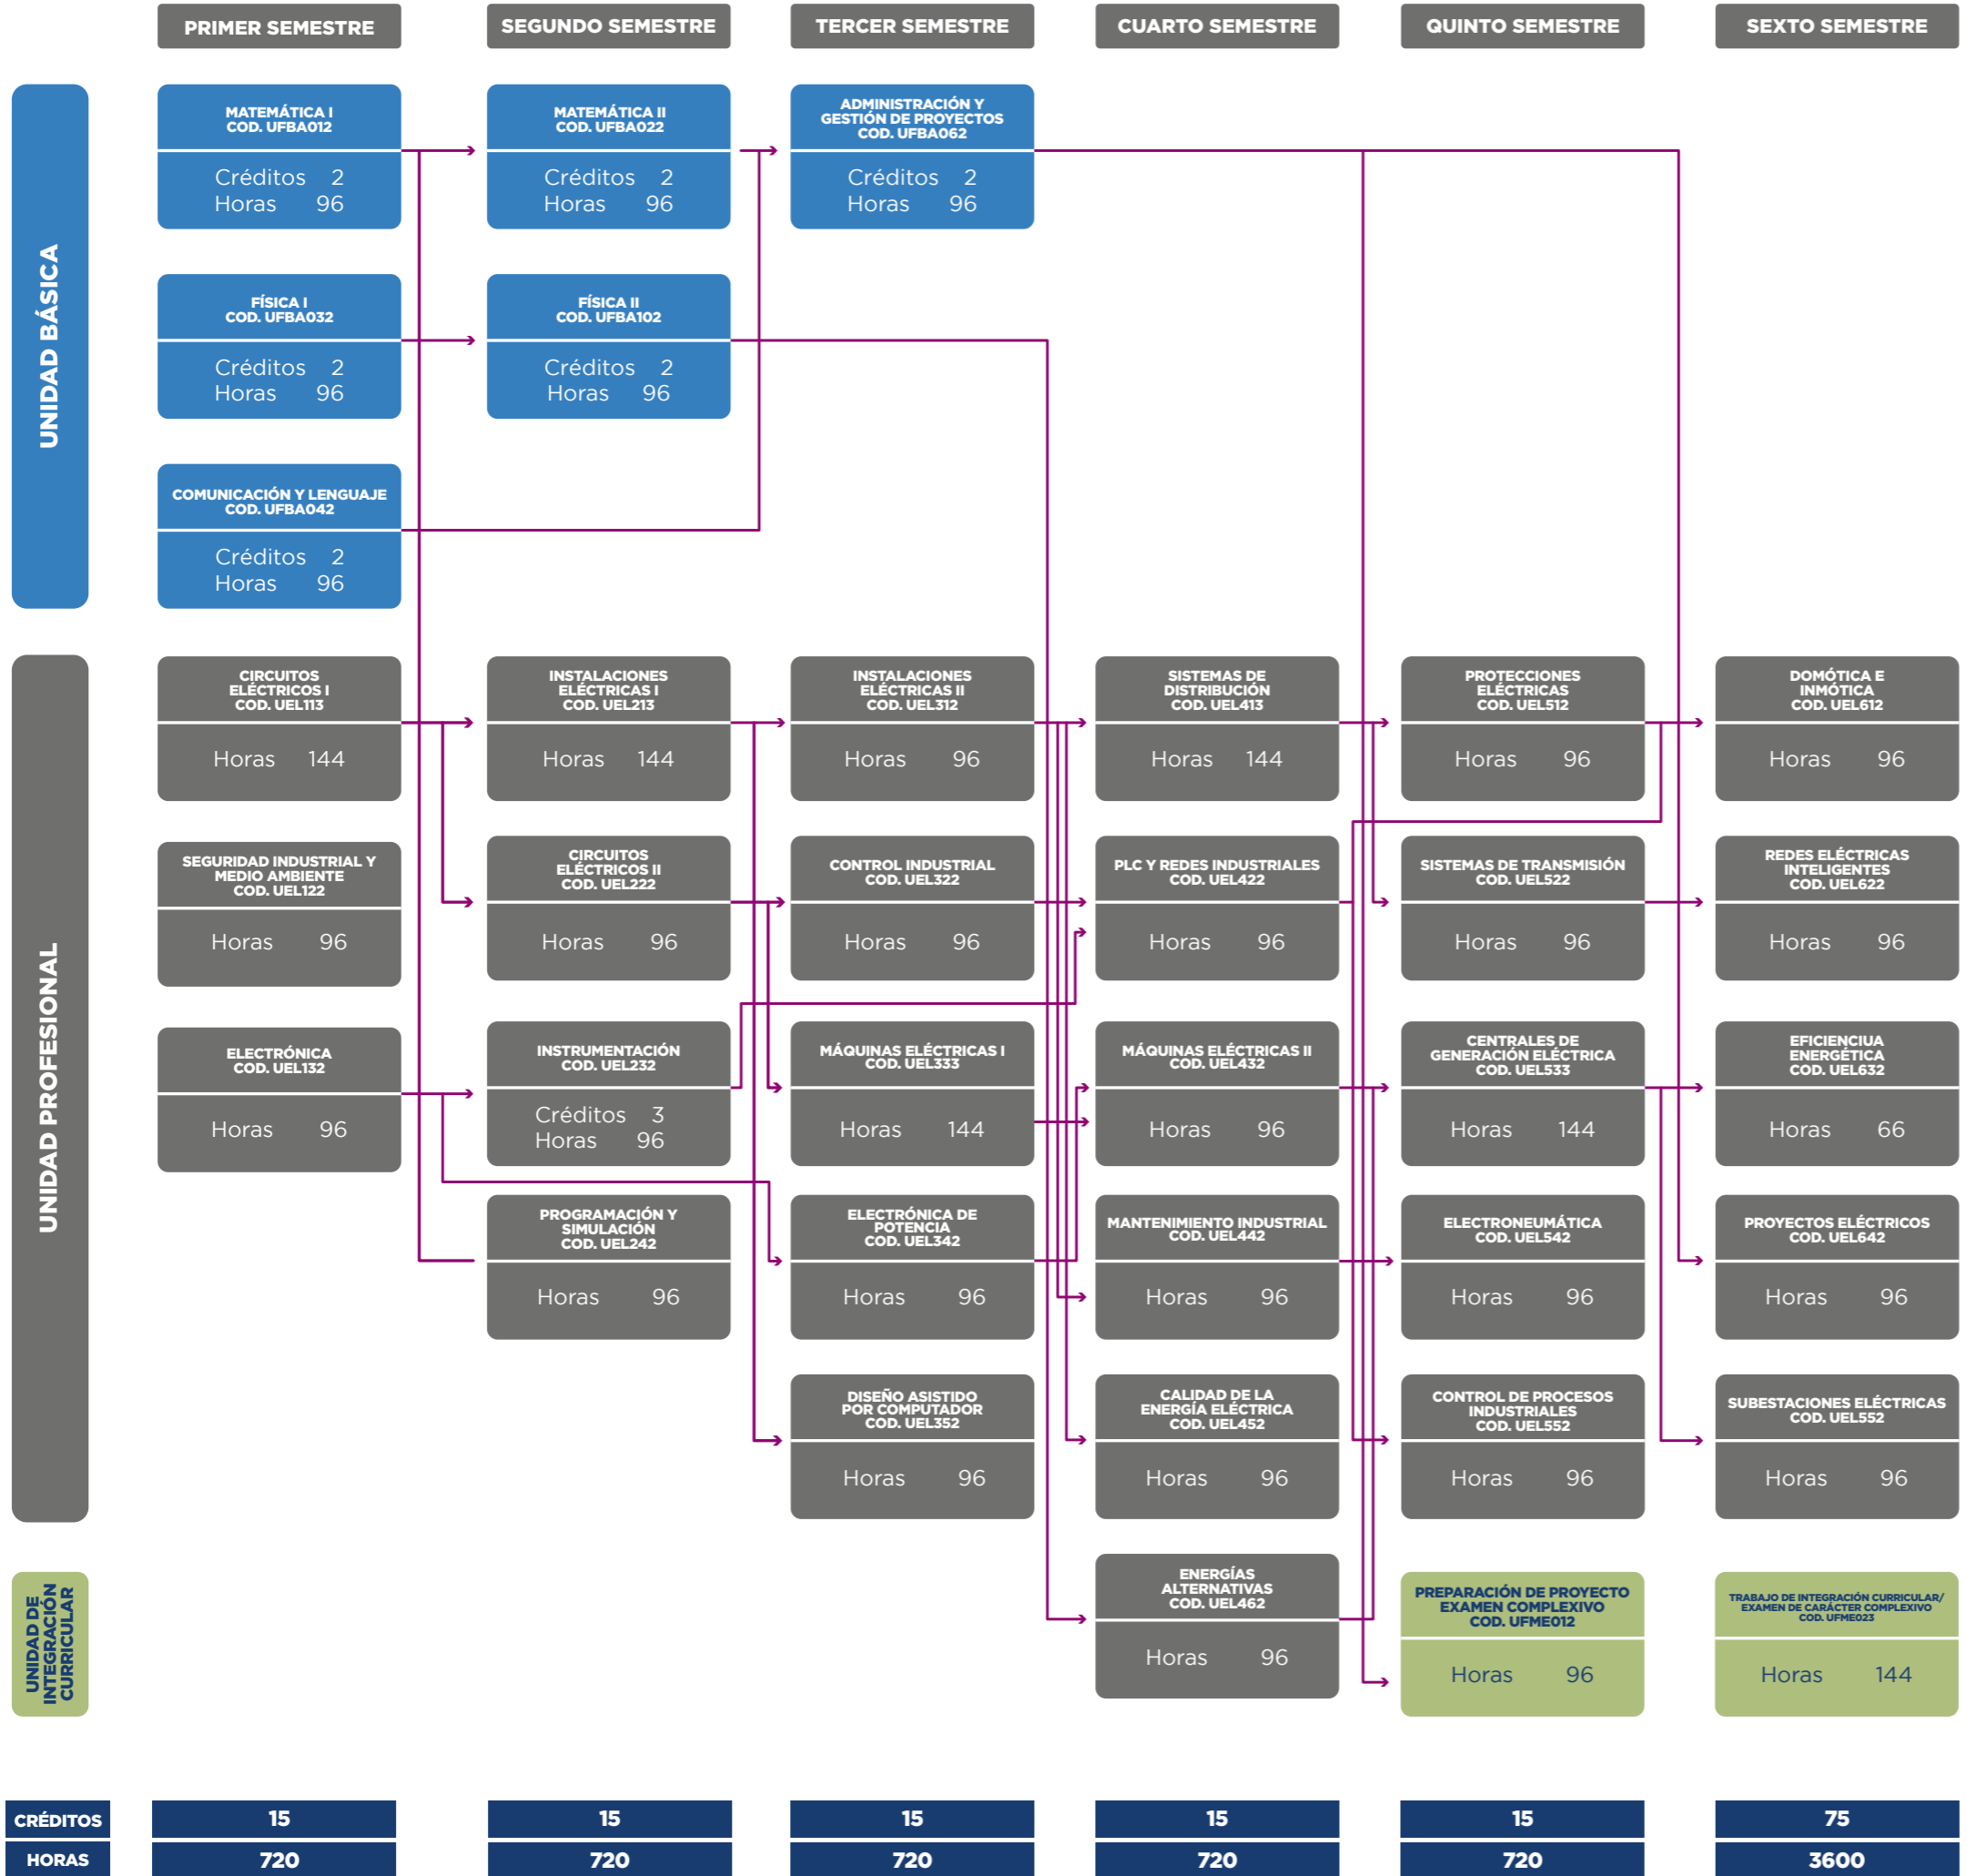 PRIMER SEMESTRE
SEGUNDO SEMESTRE
TERCER SEMESTRE
CUARTO SEMESTRE
QUINTO SEMESTRE
SEXTO SEMESTRE
UNIDAD BÁSICA
MATEMÁTICA I
COD. UFBA012
Créditos 2
Horas 96
MATEMÁTICA II
COD. UFBA022
Créditos 2
Horas 96
ADMINISTRACIÓN Y
GESTIÓN DE PROYECTOS
COD. UFBA062
Créditos 2
Horas 96
FÍSICA I
COD. UFBA032
Créditos 2
Horas 96
FÍSICA II
COD. UFBA102
Créditos 2
Horas 96
COMUNICACIÓN Y LENGUAJE
COD. UFBA042
Créditos 2
Horas 96
UNIDAD PROFESIONAL
CIRCUITOS
ELÉCTRICOS I
COD. UEL113
Horas 144
INSTALACIONES
ELÉCTRICAS I
COD. UEL213
Horas 144
INSTALACIONES
ELÉCTRICAS II
COD. UEL312
Horas 96
SISTEMAS DE
DISTRIBUCIÓN
COD. UEL413
Horas 144
PROTECCIONES
ELÉCTRICAS
COD. UEL512
Horas 96
DOMÓTICA E
INMÓTICA
COD. UEL612
Horas 96
SEGURIDAD INDUSTRIAL Y
MEDIO AMBIENTE
COD. UEL122
Horas 96
CIRCUITOS
ELÉCTRICOS II
COD. UEL222
Horas 96
CONTROL INDUSTRIAL
COD. UEL322
Horas 96
PLC Y REDES INDUSTRIALES
COD. UEL422
Horas 96
SISTEMAS DE TRANSMISIÓN
COD. UEL522
Horas 96
REDES ELÉCTRICAS
INTELIGENTES
COD. UEL622
Horas 96
ELECTRÓNICA
COD. UEL132
Horas 96
INSTRUMENTACIÓN
COD. UEL232
Créditos 3
Horas 96
MÁQUINAS ELÉCTRICAS I
COD. UEL333
Horas 144
MÁQUINAS ELÉCTRICAS II
COD. UEL432
Horas 96
CENTRALES DE
GENERACIÓN ELÉCTRICA
COD. UEL533
Horas 144
EFICIENCIUA
ENERGÉTICA
COD. UEL632
Horas 66
PROGRAMACIÓN Y
SIMULACIÓN
COD. UEL242
Horas 96
ELECTRÓNICA DE
POTENCIA
COD. UEL342
Horas 96
MANTENIMIENTO INDUSTRIAL
COD. UEL442
Horas 96
ELECTRONEUMÁTICA
COD. UEL542
Horas 96
PROYECTOS ELÉCTRICOS
COD. UEL642
Horas 96
DISEÑO ASISTIDO
POR COMPUTADOR
COD. UEL352
Horas 96
CALIDAD DE LA
ENERGÍA ELÉCTRICA
COD. UEL452
Horas 96
CONTROL DE PROCESOS
INDUSTRIALES
COD. UEL552
Horas 96
SUBESTACIONES ELÉCTRICAS
COD. UEL552
Horas 96
ENERGÍAS
ALTERNATIVAS
COD. UEL462
Horas 96
UNIDAD DE
INTEGRACIÓN
CURRICULAR
PREPARACIÓN DE PROYECTO
EXAMEN COMPLEXIVO
COD. UFME012
Horas 96
TRABAJO DE INTEGRACIÓN CURRICULAR/
EXAMEN DE CARÁCTER COMPLEXIVO
COD. UFME023
Horas 144
CRÉDITOS 15 15 15 15 15 75
HORAS 720 720 720 720 720 3600